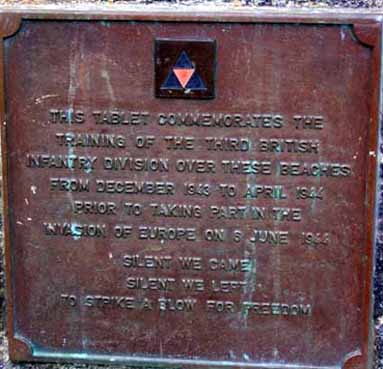 THIS TABLET COMMEMORATES THE
TRAINING OF THE THIRD BRITISH
INFANTRY DIVISION OVER THESE BEACHES
FROM DECEMBER 1943 TO APRIL 1944
PRIOR TO TAKING PART IN THE
INVASION OF EUROPE ON 6 JUNE 1944
SILENT WE CAME
SILENT WE LEFT
TO STRIKE A BLOW FOR FREEDOM